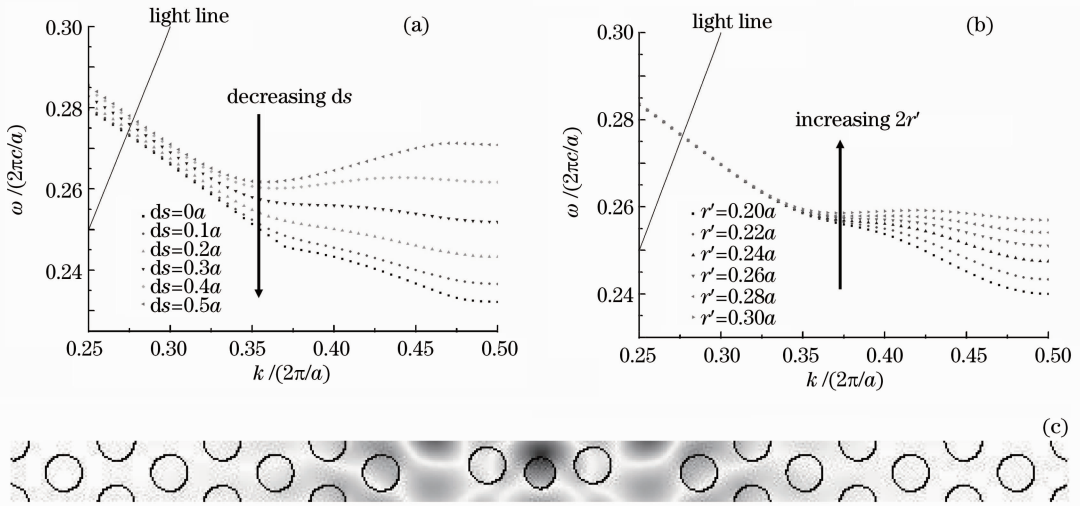 (a)
light line
decreasing ds
0.30
0.28
0.26
0.24
ω/(2πc/a)
ds=0a
ds=0.1a
ds=0.2a
ds=0.3a
ds=0.4a
ds=0.5a
0.25 0.30 0.35 0.40 0.45 0.50
k/(2π/a)
(b)
light line
increasing 2r′
0.30
0.28
0.26
0.24
ω/(2πc/a)
r′=0.20a
r′=0.22a
r′=0.24a
r′=0.26a
r′=0.28a
r′=0.30a
0.25 0.30 0.35 0.40 0.45 0.50
k/(2π/a)
(c)